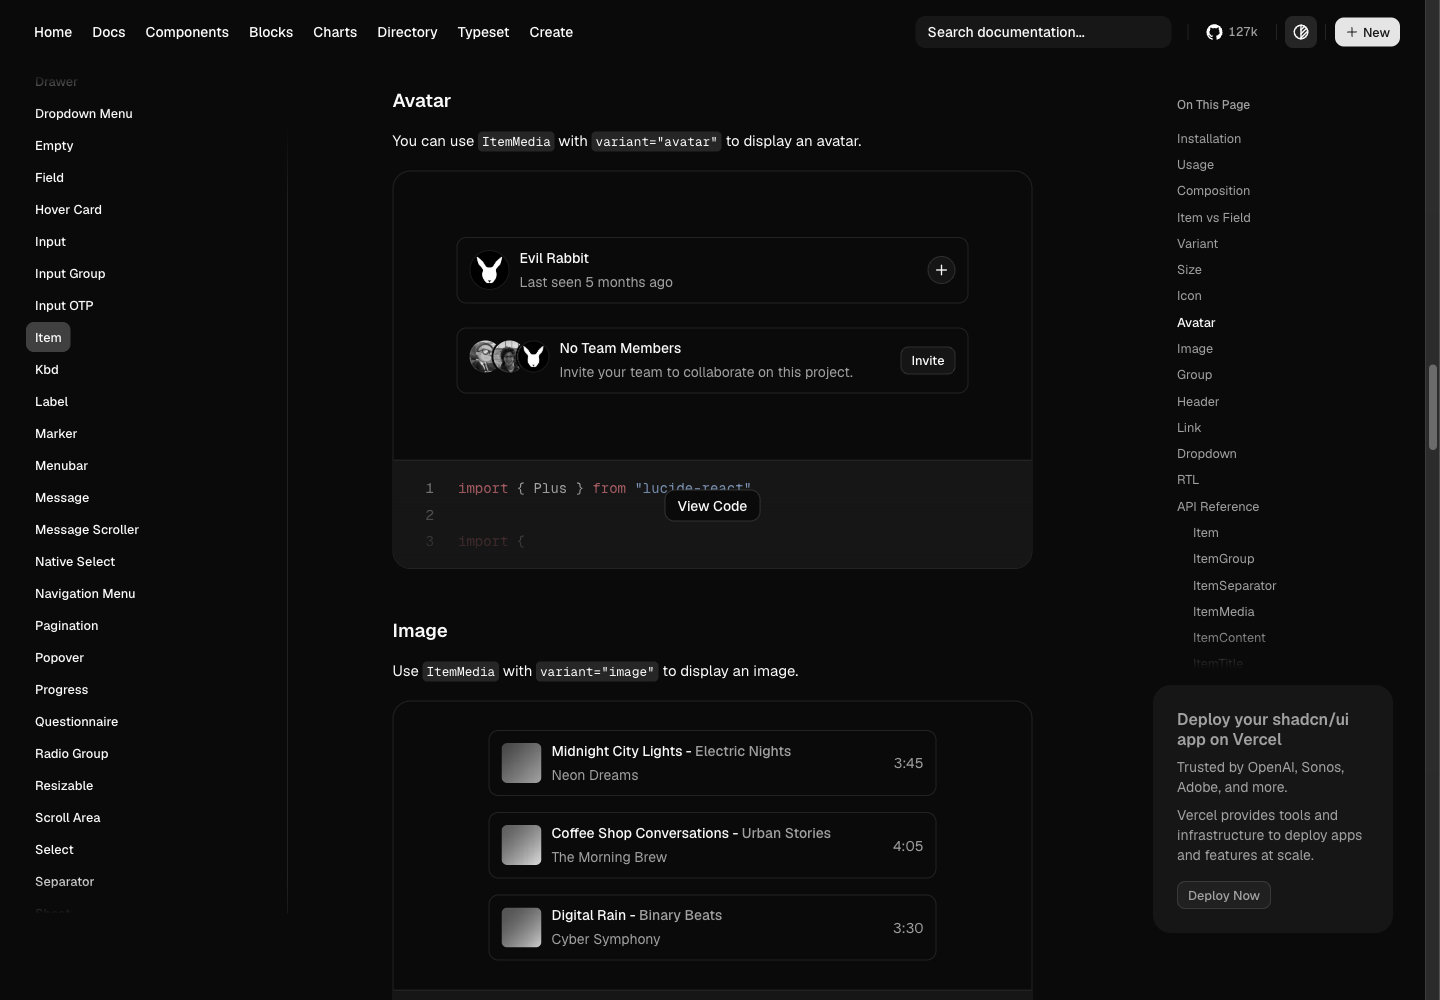 Home
Docs
Components
Blocks
Charts
Directory
Typeset
Create
Search documentation...
127k
New
Drawer
Dropdown Menu
Empty
Field
Hover Card
Input
Input Group
Input OTP
Item
Kbd
Label
Marker
Menubar
Message
Message Scroller
Native Select
Navigation Menu
Pagination
Popover
Progress
Questionnaire
Radio Group
Resizable
Scroll Area
Select
Separator
Avatar
You can use ItemMedia with variant="avatar" to display an avatar.
Evil Rabbit
Last seen 5 months ago
No Team Members
Invite your team to collaborate on this project.
Invite
1 import { Plus } from "lucide-react"
2
3 import {
View Code
Image
Use ItemMedia with variant="image" to display an image.
Midnight City Lights - Electric Nights
Neon Dreams
3:45
Coffee Shop Conversations - Urban Stories
The Morning Brew
4:05
Digital Rain - Binary Beats
Cyber Symphony
3:30
On This Page
Installation
Usage
Composition
Item vs Field
Variant
Size
Icon
Avatar
Image
Group
Header
Link
Dropdown
RTL
API Reference
Item
ItemGroup
ItemSeparator
ItemMedia
ItemContent
ItemTitle
Deploy your shadcn/ui
app on Vercel
Trusted by OpenAI, Sonos,
Adobe, and more.
Vercel provides tools and
infrastructure to deploy apps
and features at scale.
Deploy Now